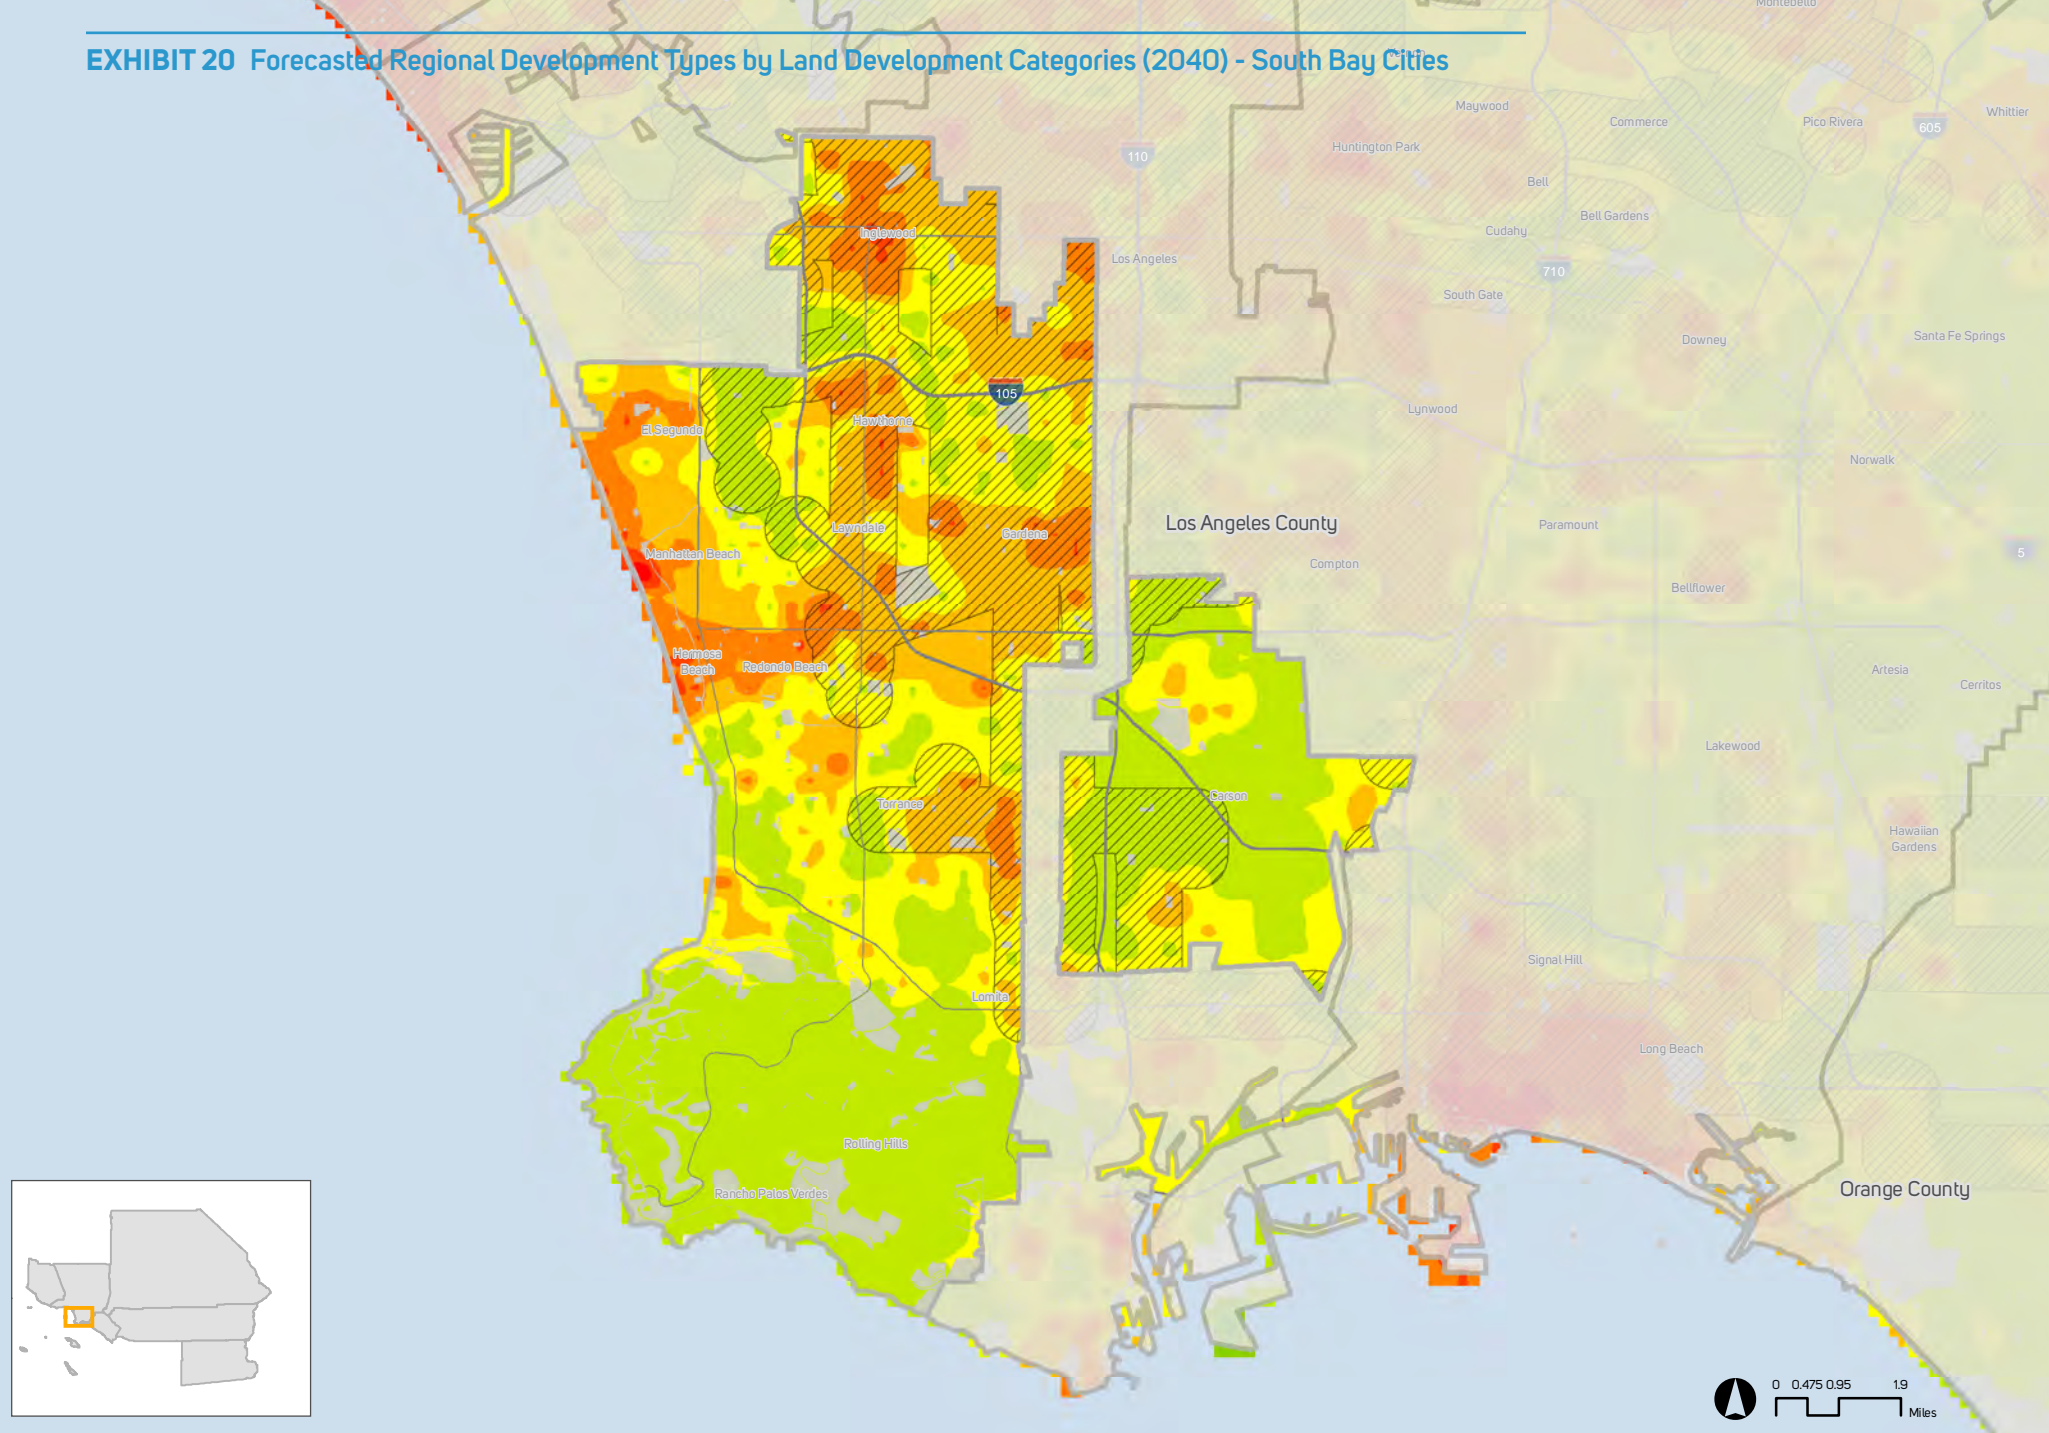 Montebello
EXHIBIT 20 Forecasted Regional Development Types by Land Development Categories (2040) - South Bay Cities
Vernon
Maywood
Commerce
Pico Rivera
605
Whittier
110
Huntington Park
Bell
Bell Gardens
Cudahy
Inglewood
Los Angeles
710
South Gate
Downey
Santa Fe Springs
105
Lynwood
Hawthorne
El Segundo
Norwalk
Los Angeles County
Paramount
Lawndale
Gardena
Manhattan Beach
5
Compton
Bellflower
Hermosa
Beach
Redondo Beach
Artesia
Cerritos
Lakewood
Carson
Torrance
Hawaiian
Gardens
Signal Hill
Lomita
Long Beach
Rolling Hills
Rancho Palos Verdes
Orange County
0 0.475 0.95 1.9
Miles